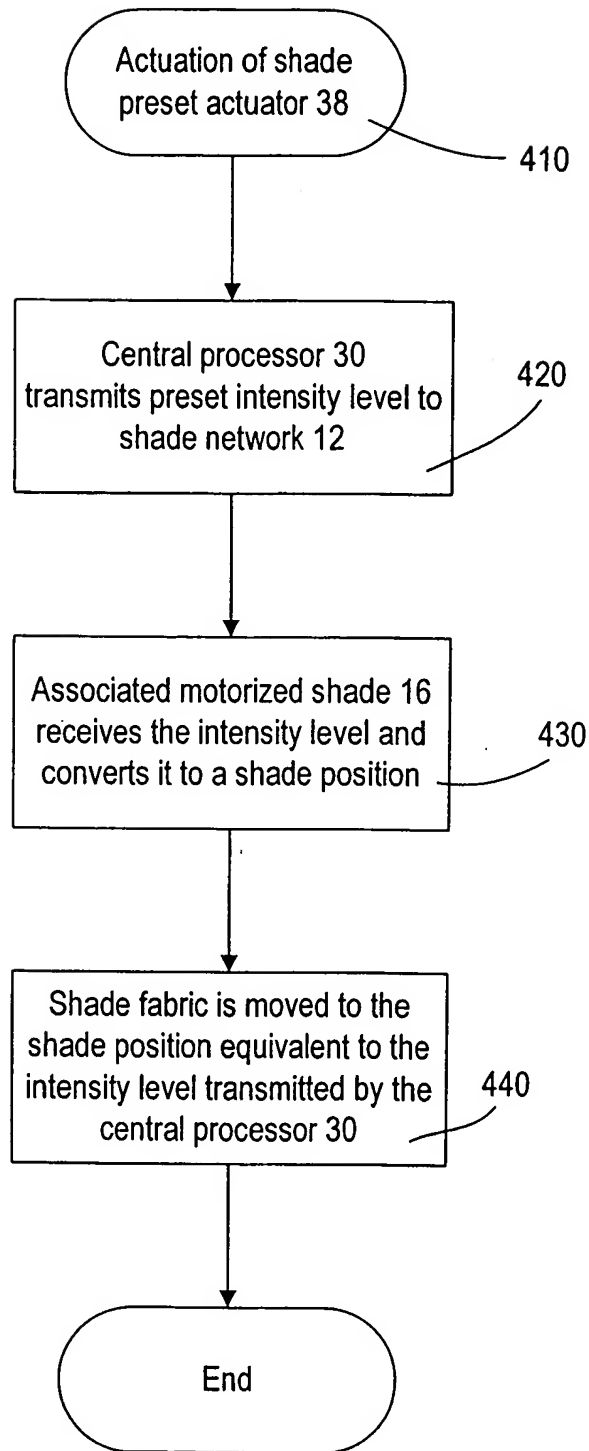 Actuation of shade
preset actuator 38
410
Central processor 30
transmits preset intensity level to
shade network 12
420
Associated motorized shade 16
receives the intensity level and
converts it to a shade position
430
Shade fabric is moved to the
shade position equivalent to the
intensity level transmitted by the
central processor 30
440
End